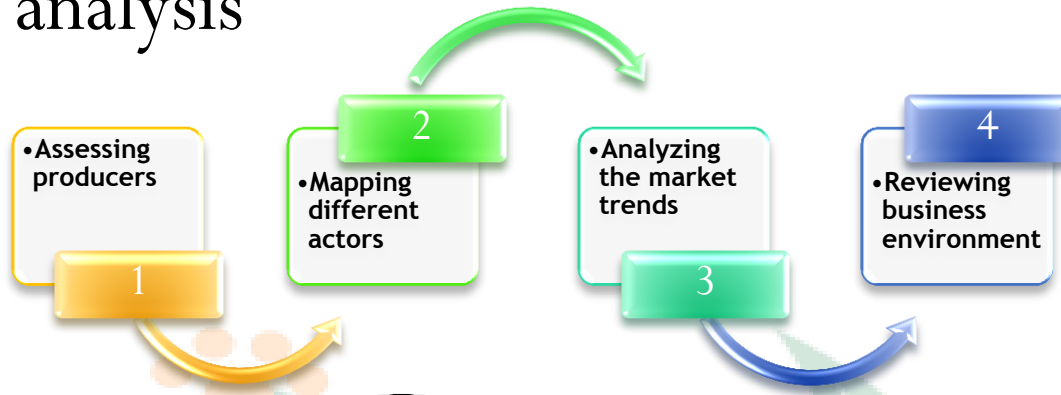 analysis
•Assessing
producers
1
2
•Mapping
different
actors
•Analyzing
the market
trends
3
4
•Reviewing
business
environment